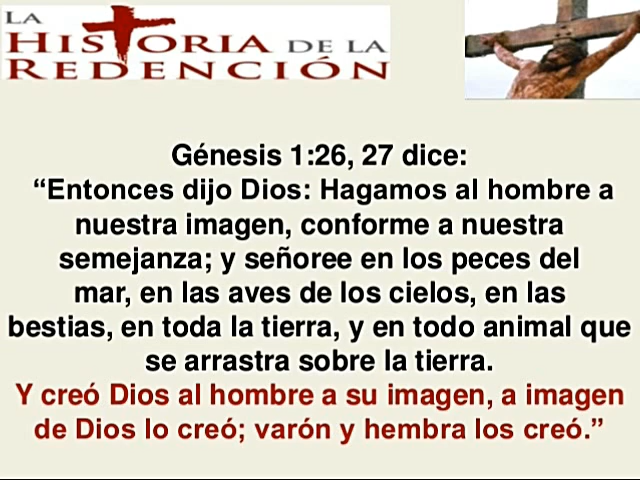 LA
HISTORIA DE LA
REDENCIÓN
Génesis 1:26, 27 dice:
“Entonces dijo Dios: Hagamos al hombre a
nuestra imagen, conforme a nuestra
semejanza; y señoree en los peces del
mar, en las aves de los cielos, en las
bestias, en toda la tierra, y en todo animal que
se arrastra sobre la tierra.
Y creó Dios al hombre a su imagen, a imagen
de Dios lo creó; varón y hembra los creó.”